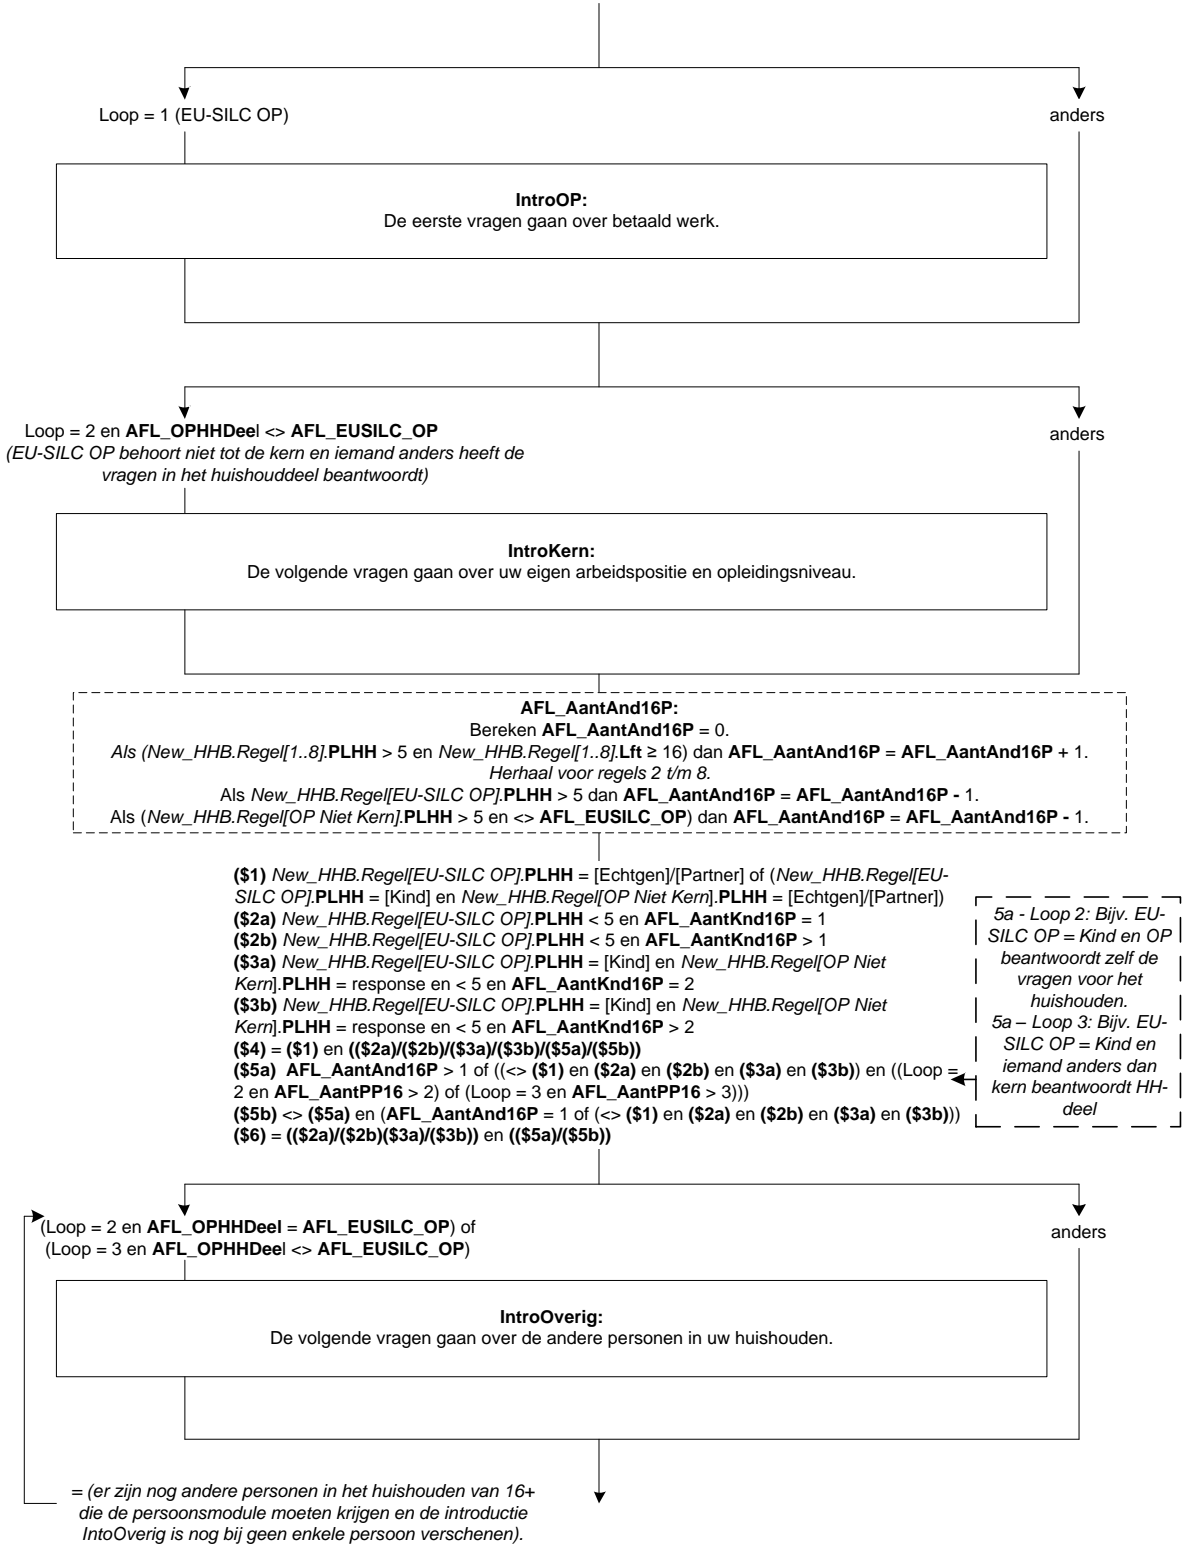 Loop = 1 (EU-SILC OP)
anders
IntroOP:
De eerste vragen gaan over betaald werk.
Loop = 2 en AFL_OPHHDeel <> AFL_EUSILC_OP
(EU-SILC OP behoort niet tot de kern en iemand anders heeft de
vragen in het huishouddeel beantwoordt)
anders
IntroKern:
De volgende vragen gaan over uw eigen arbeidspositie en opleidingsniveau.
AFL_AantAnd16P:
Bereken AFL_AantAnd16P = 0.
Als (New_HHB.Regel[1..8].PLHH > 5 en New_HHB.Regel[1..8].Lft ≥ 16) dan AFL_AantAnd16P = AFL_AantAnd16P + 1.
Herhaal voor regels 2 t/m 8.
Als New_HHB.Regel[EU-SILC OP].PLHH > 5 dan AFL_AantAnd16P = AFL_AantAnd16P - 1.
Als (New_HHB.Regel[OP Niet Kern].PLHH > 5 en <> AFL_EUSILC_OP) dan AFL_AantAnd16P = AFL_AantAnd16P - 1.
($1) New_HHB.Regel[EU-SILC OP].PLHH = [Echtgen]/[Partner] of (New_HHB.Regel[EU-
SILC OP].PLHH = [Kind] en New_HHB.Regel[OP Niet Kern].PLHH = [Echtgen]/[Partner])
($2a) New_HHB.Regel[EU-SILC OP].PLHH < 5 en AFL_AantKnd16P = 1
($2b) New_HHB.Regel[EU-SILC OP].PLHH < 5 en AFL_AantKnd16P > 1
($3a) New_HHB.Regel[EU-SILC OP].PLHH = [Kind] en New_HHB.Regel[OP Niet
Kern].PLHH = response en < 5 en AFL_AantKnd16P = 2
($3b) New_HHB.Regel[EU-SILC OP].PLHH = [Kind] en New_HHB.Regel[OP Niet
Kern].PLHH = response en < 5 en AFL_AantKnd16P > 2
($4) = ($1) en (($2a)/($2b)/($3a)/($3b)/($5a)/($5b))
($5a) AFL_AantAnd16P > 1 of ((<> ($1) en ($2a) en ($2b) en ($3a) en ($3b)) en ((Loop =
2 en AFL_AantPP16 > 2) of (Loop = 3 en AFL_AantPP16 > 3)))
($5b) <> ($5a) en (AFL_AantAnd16P = 1 of (<> ($1) en ($2a) en ($2b) en ($3a) en ($3b)))
($6) = (($2a)/($2b)($3a)/($3b)) en (($5a)/($5b))
5a - Loop 2: Bijv. EU-
SILC OP = Kind en OP
beantwoordt zelf de
vragen voor het
huishouden.
5a – Loop 3: Bijv. EU-
SILC OP = Kind en
iemand anders dan
kern beantwoordt HH-
deel
(Loop = 2 en AFL_OPHHDeel = AFL_EUSILC_OP) of
(Loop = 3 en AFL_OPHHDeel <> AFL_EUSILC_OP)
anders
IntroOverig:
De volgende vragen gaan over de andere personen in uw huishouden.
= (er zijn nog andere personen in het huishouden van 16+
die de persoonsmodule moeten krijgen en de introductie
IntoOverig is nog bij geen enkele persoon verschenen).